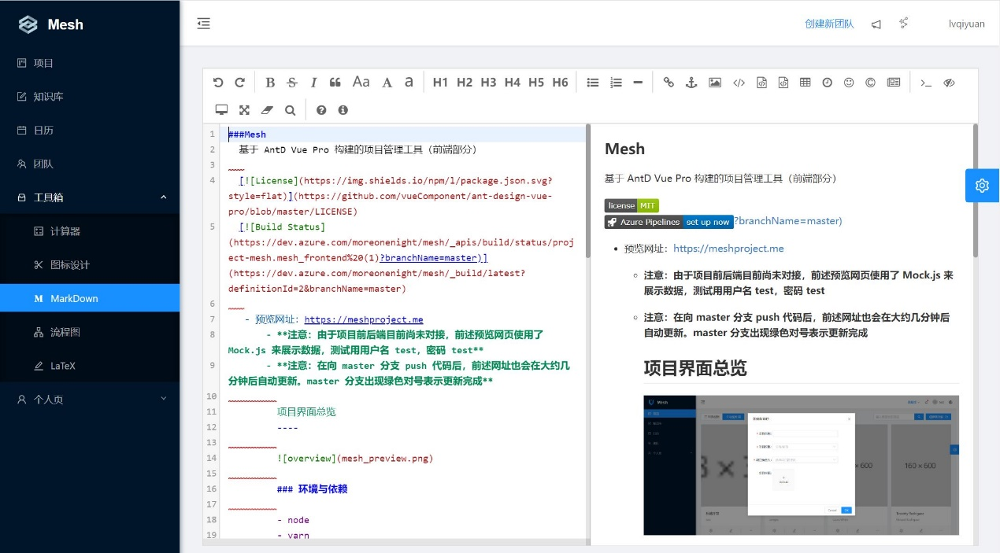 Mesh
创建新团队
lvqiyuan
项目
知识库
日历
团队
工具箱
计算器
图标设计
MarkDown
流程图
LaTeX
个人页
B S I Aa A a H1 H2 H3 H4 H5 H6
1 ###Mesh
2 基于 AntD Vue Pro 构建的项目管理工具（前端部分）
3
4 [![License](https://img.shields.io/npm/l/package.json.svg?
style=flat)](https://github.com/vueComponent/ant-design-vue-
pro/blob/master/LICENSE)
5 [![Build Status]
(https://dev.azure.com/moreonenight/mesh/_apis/build/status/proj
ect-mesh.mesh_frontend%20(1)?branchName=master)]
(https://dev.azure.com/moreonenight/mesh/_build/latest?
definitionId=2&branchName=master)
6
7 - 预览网址：https://meshproject.me
8 - **注意：由于项目前后端目前尚未对接，前述预览网页使用了
Mock.js 来展示数据，测试用用户名 test，密码 test**
9 - **注意：在向 master 分支 push 代码后，前述网址也会在大约几
分钟后自动更新。master 分支出现绿色对号表示更新完成**
10
11 项目界面总览
12 ----
13
14 ![overview](mesh_preview.png)
15
16 ### 环境与依赖
17
18 - node
19 - yarn
Mesh
基于 AntD Vue Pro 构建的项目管理工具（前端部分）
license MIT
Azure Pipelines set up now ?branchName=master)
预览网址：https://meshproject.me
注意：由于项目前后端目前尚未对接，前述预览网页使用了 Mock.js 来
展示数据，测试用用户名 test，密码 test
注意：在向 master 分支 push 代码后，前述网址也会在大约几分钟后
自动更新。master 分支出现绿色对号表示更新完成
项目界面总览
Mesh
× 600
160 × 600